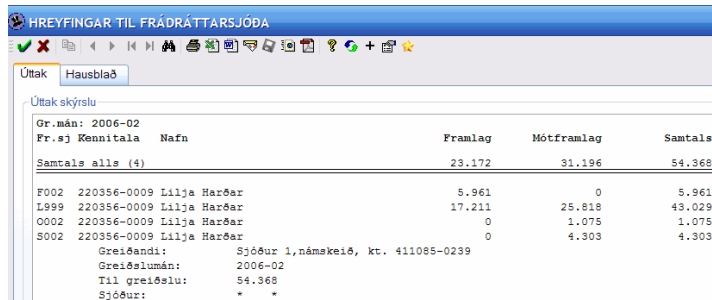 HREYFINGAR TIL FRÁDRÁTTARSJÓÐA
Úttak Hausblað
Úttak skýrslu
Gr.mán: 2006-02
Fr.sj Kennitala Nafn Framlag Mótframlag Samtals
Samtals alls (4) 23.172 31.196 54.368
F002 220356-0009 Lilja Harðar 5.961 0 5.961
L999 220356-0009 Lilja Harðar 17.211 25.818 43.029
O002 220356-0009 Lilja Harðar 0 1.075 1.075
S002 220356-0009 Lilja Harðar 0 4.303 4.303
Greiðandi: Sjóður 1,námskeið, kt. 411085-0239
Greiðslumán: 2006-02
Til greiðslu: 54.368
Sjóður: * *